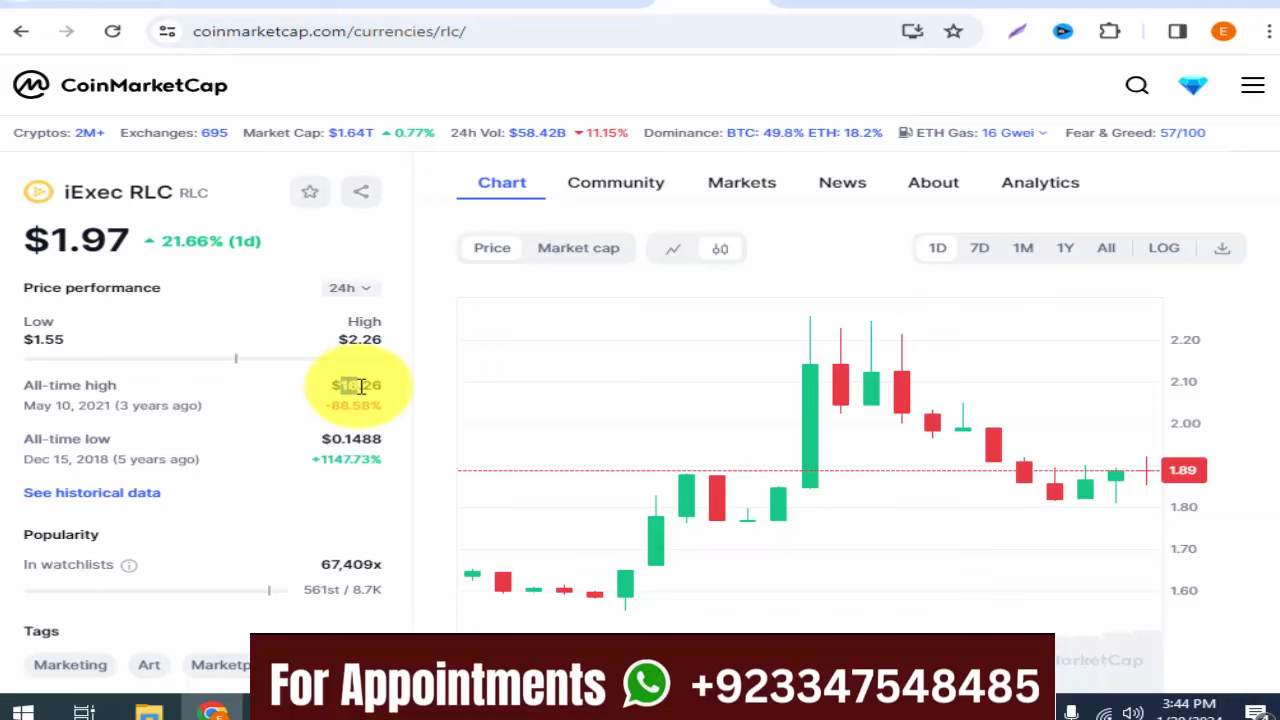 coinmarketcap.com/currencies/rlc/
E
CoinMarketCap
Cryptos: 2M+ Exchanges: 695 Market Cap: $1.64T 0.77% 24h Vol: $58.42B 11.15% Dominance: BTC: 49.8% ETH: 18.2% ETH Gas: 16 Gwei Fear & Greed: 57/100
iExec RLC RLC
$1.97 21.66% (1d)
Price performance 24h
Low High
$1.55 $2.26
All-time high
May 10, 2021 (3 years ago) -88.58%
All-time low $0.1488
Dec 15, 2018 (5 years ago) +1147.73%
See historical data
Popularity
In watchlists 67,409x
561st / 8.7K
Tags
Marketing Art
Chart Community Markets News About Analytics
Price Market cap 1D 7D 1M 1Y All LOG
2.20
2.10
2.00
1.89
1.80
1.70
1.60
For Appointments +923347548485
3:44 PM